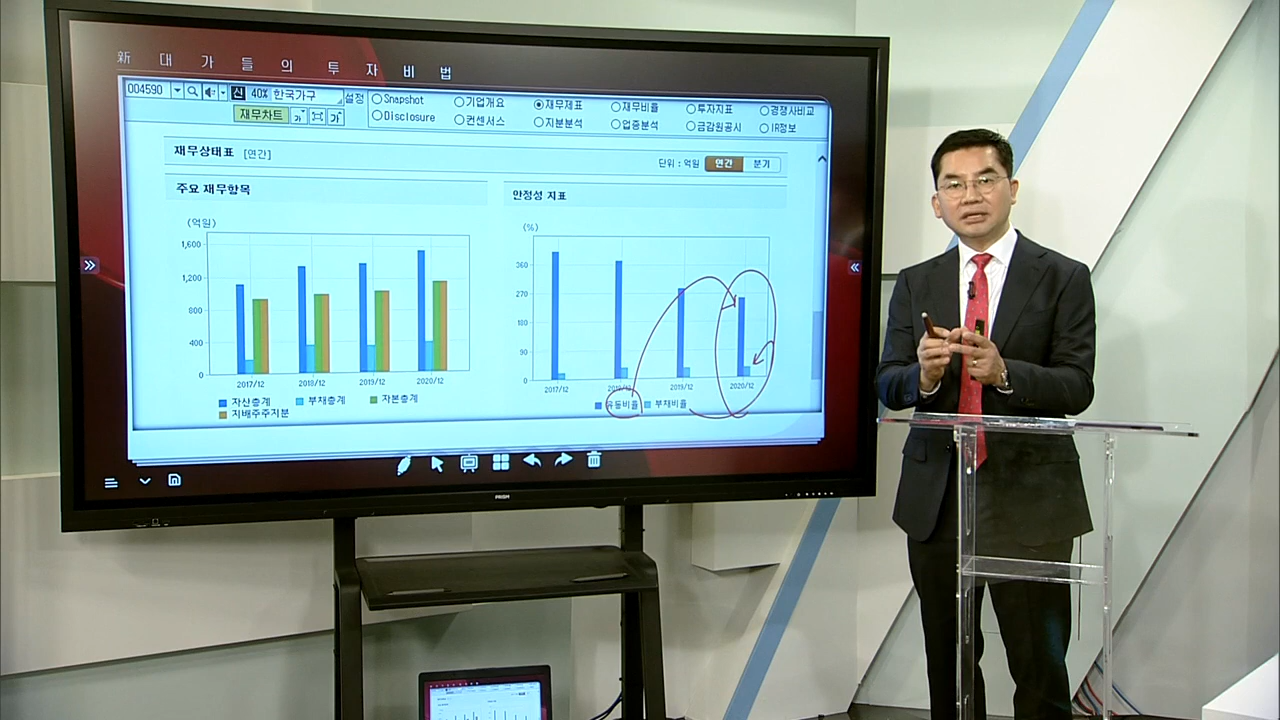 新 대 가 들 의 투 자 비 법
004590 신 40% 한국가구 설정 Snapshot 기업개요 재무제표 재무비율 투자지표 경쟁사비교
재무차트 가 가 Disclosure 컨센서스 지분분석 업종분석 금감원공시 IR정보
재무상태표 [연간] 단위 : 억원 연간 분기
주요 재무항목 안정성 지표
(억원) (%)
1,600
1,200
800
400
0
2017/12 2018/12 2019/12 2020/12
자산총계 부채총계 자본총계
지배주주지분
360
270
180
90
0
2017/12 2018/12 2019/12 2020/12
유동비율 부채비율
PRISM